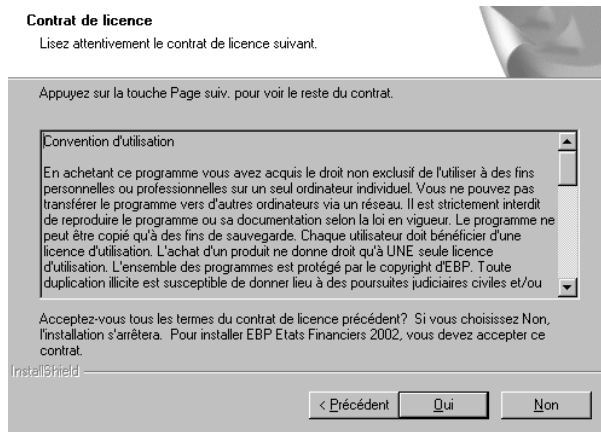 Contrat de licence
Lisez attentivement le contrat de licence suivant.
Appuyez sur la touche Page suiv. pour voir le reste du contrat.
Convention d'utilisation
En achetant ce programme vous avez acquis le droit non exclusif de l'utiliser à des fins
personnelles ou professionnelles sur un seul ordinateur individuel. Vous ne pouvez pas
transférer le programme vers d'autres ordinateurs via un réseau. Il est strictement interdit
de reproduire le programme ou sa documentation selon la loi en vigueur. Le programme ne
peut être copié qu'à des fins de sauvegarde. Chaque utilisateur doit bénéficier d'une
licence d'utilisation. L'achat d'un produit ne donne droit qu'à UNE seule licence
d'utilisation. L'ensemble des programmes est protégé par le copyright d'EBP. Toute
duplication illicite est susceptible de donner lieu à des poursuites judiciaires civiles et/ou
Acceptez-vous tous les termes du contrat de licence précédent? Si vous choisissez Non,
l'installation s'arrêtera. Pour installer EBP Etats Financiers 2002, vous devez accepter ce
contrat.
InstallShield
< Précédent Oui Non